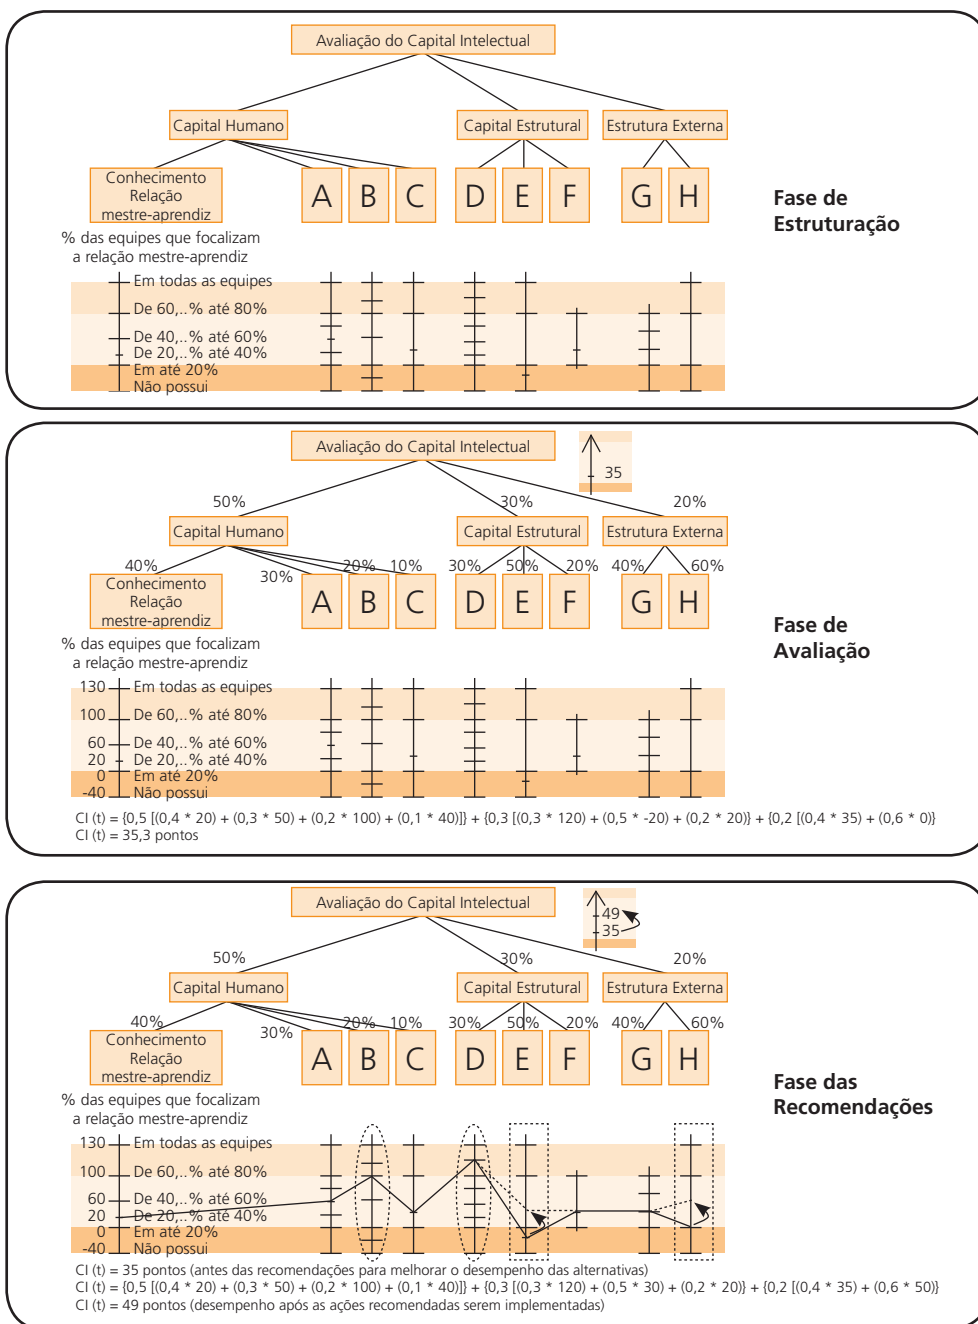 Avaliação do Capital Intelectual
Capital Humano
Capital Estrutural
Estrutura Externa
Conhecimento
Relação
mestre-aprendiz
A
B
C
D
E
F
G
H
Fase de
Estruturação
% das equipes que focalizam
a relação mestre-aprendiz
Em todas as equipes
De 60,..% até 80%
De 40,..% até 60%
De 20,..% até 40%
Em até 20%
Não possui
Avaliação do Capital Intelectual
35
50%
30%
20%
Capital Humano
Capital Estrutural
Estrutura Externa
40%
30%
20%
10%
30%
50%
20%
40%
60%
Conhecimento
Relação
mestre-aprendiz
A
B
C
D
E
F
G
H
Fase de
Avaliação
% das equipes que focalizam
a relação mestre-aprendiz
130 Em todas as equipes
100 De 60,..% até 80%
60 De 40,..% até 60%
20 De 20,..% até 40%
0 Em até 20%
-40 Não possui
CI (t) = {0,5 [(0,4 * 20) + (0,3 * 50) + (0,2 * 100) + (0,1 * 40)]} + {0,3 [(0,3 * 120) + (0,5 * -20) + (0,2 * 20)} + {0,2 [(0,4 * 35) + (0,6 * 0)}
CI (t) = 35,3 pontos
Avaliação do Capital Intelectual
49
35
50%
30%
20%
Capital Humano
Capital Estrutural
Estrutura Externa
40%
30%
20%
10%
30%
50%
20%
40%
60%
Conhecimento
Relação
mestre-aprendiz
A
B
C
D
E
F
G
H
Fase das
Recomendações
% das equipes que focalizam
a relação mestre-aprendiz
130 Em todas as equipes
100 De 60,..% até 80%
60 De 40,..% até 60%
20 De 20,..% até 40%
0 Em até 20%
-40 Não possui
CI (t) = 35 pontos (antes das recomendações para melhorar o desempenho das alternativas)
CI (t) = {0,5 [(0,4 * 20) + (0,3 * 50) + (0,2 * 100) + (0,1 * 40)]} + {0,3 [(0,3 * 120) + (0,5 * 30) + (0,2 * 20)} + {0,2 [(0,4 * 35) + (0,6 * 50)}
CI (t) = 49 pontos (desempenho após as ações recomendadas serem implementadas)